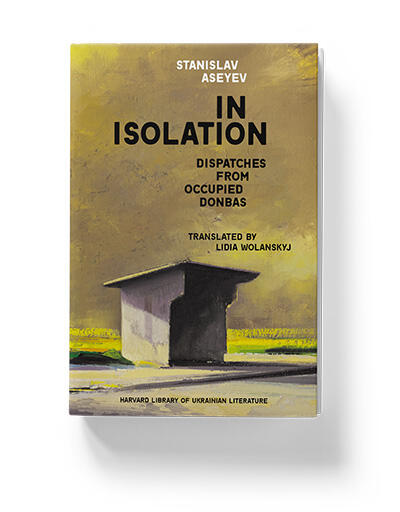 STANISLAV
ASEYEV
IN
ISOLATION
DISPATCHES
FROM
OCCUPIED
DONBAS
TRANSLATED BY
LIDIA WOLANSKYJ
HARVARD LIBRARY OF UKRAINIAN LITERATURE